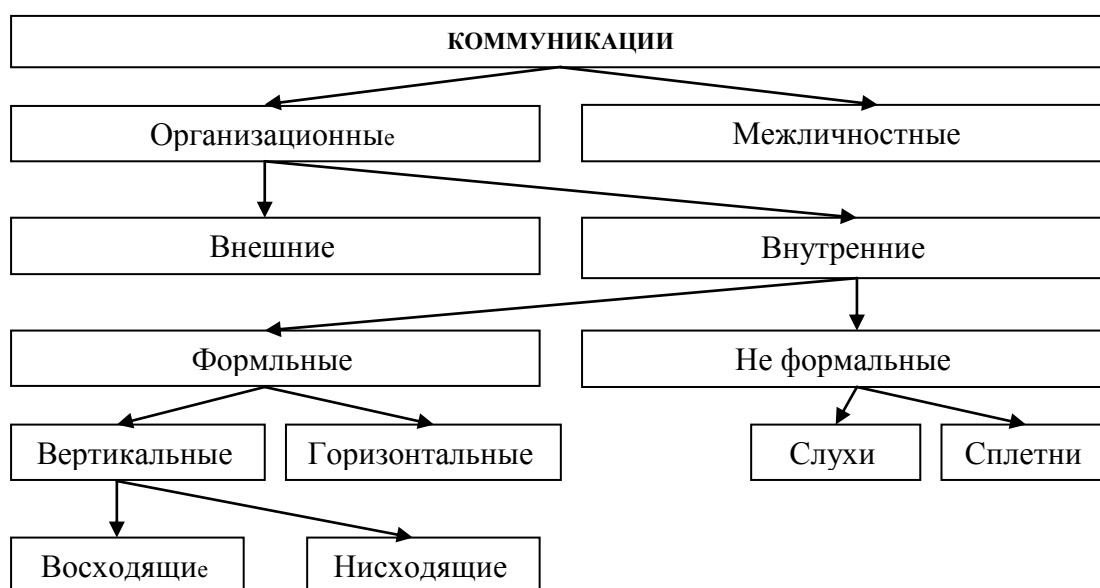 КОММУНИКАЦИИ
Организационные
Межличностные
Внешние
Внутренние
Формльные
Не формальные
Вертикальные
Горизонтальные
Слухи
Сплетни
Восходящие
Нисходящие